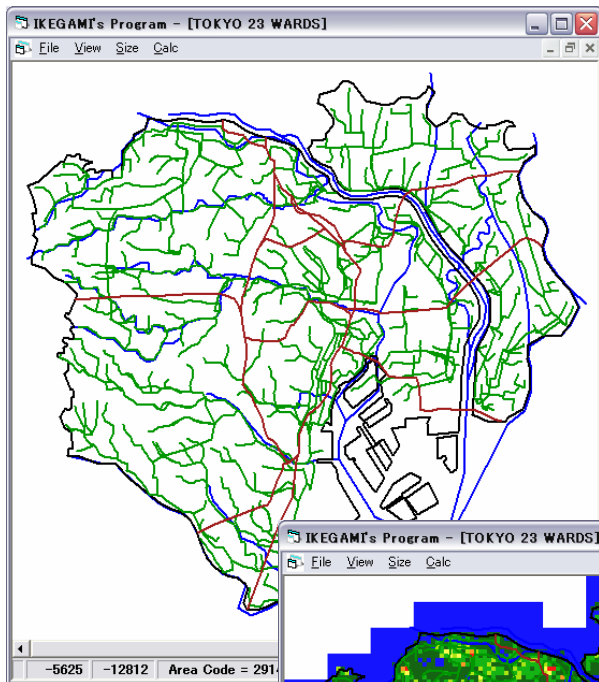 IKEGAMI's Program - [TOKYO 23 WARDS]
File View Size Calc
IKEGAMI's Program - [TOKYO 23 WARDS]
File View Size Calc
-5625 -12812 Area Code = 291